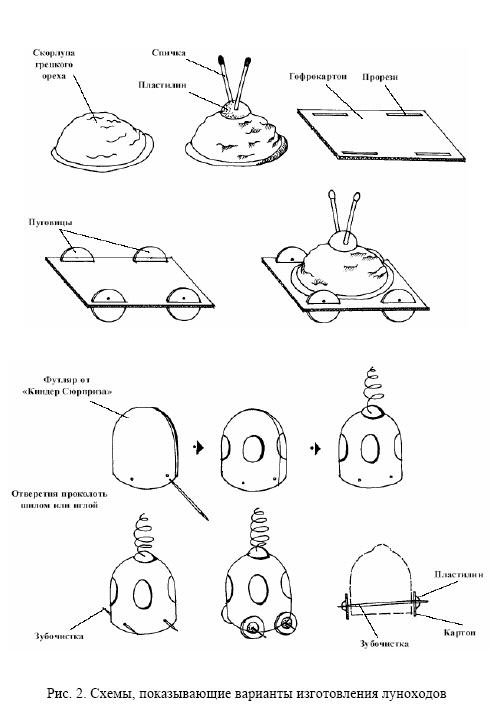 Скорлупа
грецкого
ореха
Спичка
Пластилин
Гофрокартон
Прорези
Пуговицы
Футляр от
«Киндер Сюрприза»
Отверстия проколоть
шилом или иглой
Зубочистка
Пластилин
Картон
Зубочистка
Рис. 2. Схемы, показывающие варианты изготовления луноходов